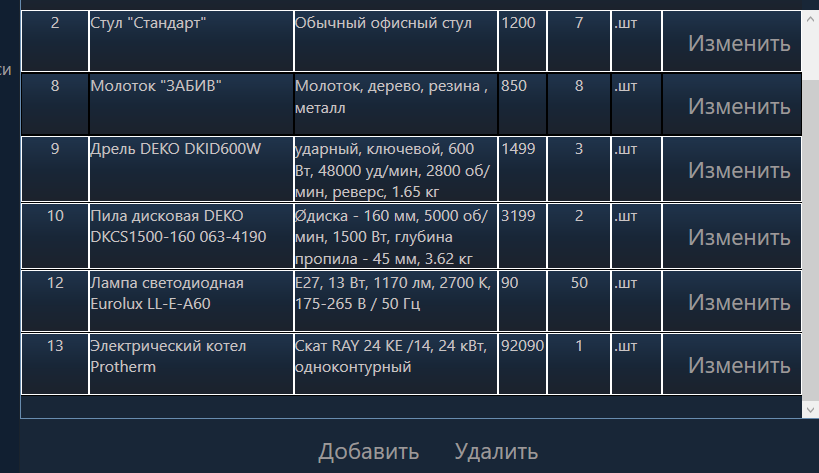 2 Стул "Стандарт" Обычный офисный стул 1200 7 .шт Изменить
си
8 Молоток "ЗАБИВ" Молоток, дерево, резина , 850 8 .шт Изменить
металл
9 Дрель DEKO DKID600W ударный, ключевой, 600 1499 3 .шт Изменить
Вт, 48000 уд/мин, 2800 об/
мин, реверс, 1.65 кг
10 Пила дисковая DEKO Øдиска - 160 мм, 5000 об/ 3199 2 .шт Изменить
DKCS1500-160 063-4190 мин, 1500 Вт, глубина
пропила - 45 мм, 3.62 кг
12 Лампа светодиодная E27, 13 Вт, 1170 лм, 2700 К, 90 50 .шт Изменить
Eurolux LL-E-A60 175-265 В / 50 Гц
13 Электрический котел Скат RAY 24 KE /14, 24 кВт, 92090 1 .шт Изменить
Protherm одноконтурный
Добавить Удалить